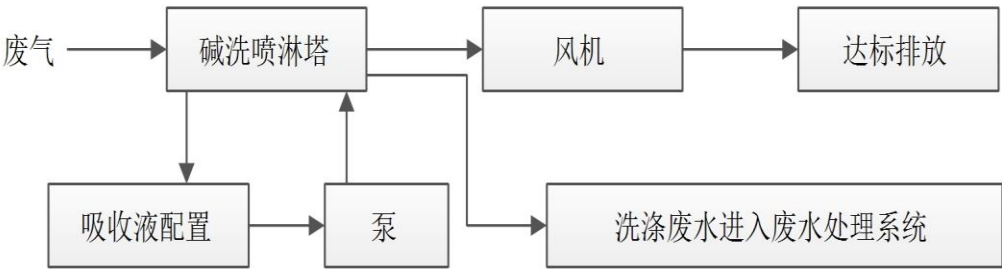 废气
碱洗喷淋塔
风机
达标排放
吸收液配置
泵
洗涤废水进入废水处理系统